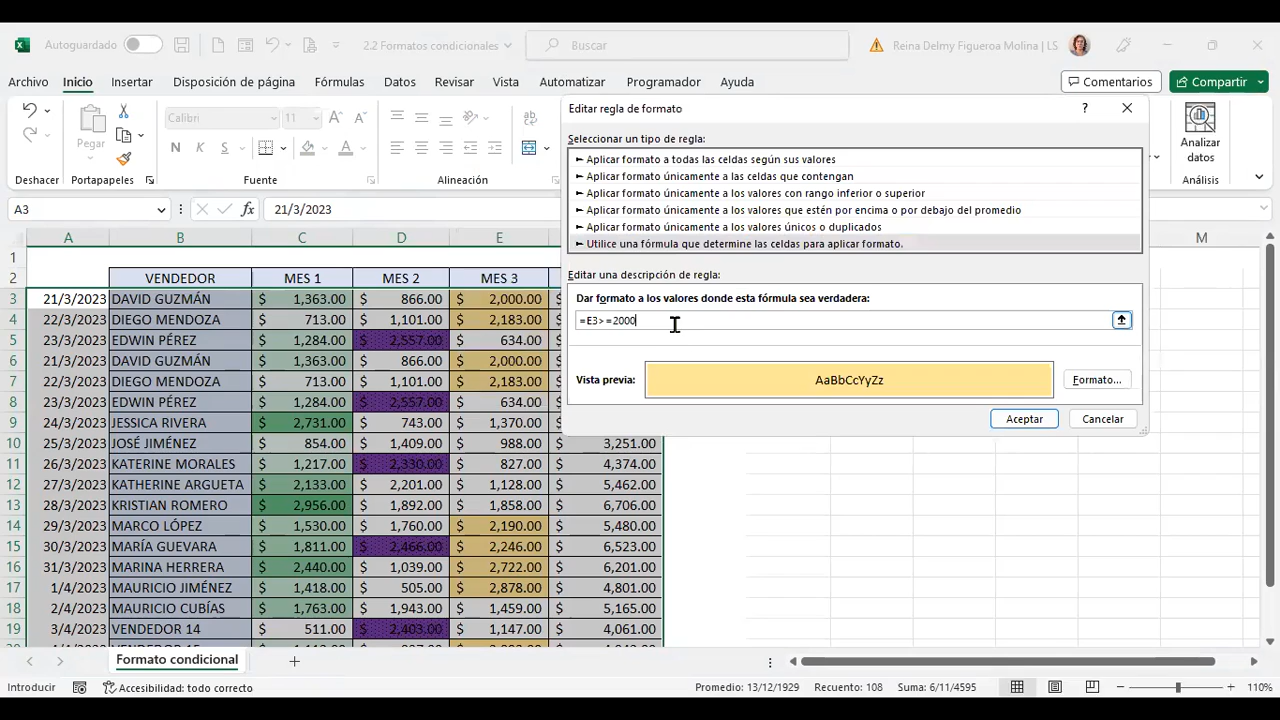 Autoguardado 2.2 Formatos condicionales Buscar Reina Delmy Figueroa Molina | LS
Archivo Inicio Insertar Disposición de página Fórmulas Datos Revisar Vista Automatizar Programador Ayuda Comentarios Compartir
Pegar Calibri 11 N K S ab Analizar datos
Deshacer Portapapeles Fuente Alineación Análisis
A3 fx 21/3/2023
Editar regla de formato ?
Seleccionar un tipo de regla:
► Aplicar formato a todas las celdas según sus valores
► Aplicar formato únicamente a las celdas que contengan
► Aplicar formato únicamente a los valores con rango inferior o superior
► Aplicar formato únicamente a los valores que estén por encima o por debajo del promedio
► Aplicar formato únicamente a los valores únicos o duplicados
► Utilice una fórmula que determine las celdas para aplicar formato.
Editar una descripción de regla:
Dar formato a los valores donde esta fórmula sea verdadera:
=E3>=2000
Vista previa: AaBbCcYyZz Formato...
Aceptar Cancelar
A B C D E M
1
2 VENDEDOR MES 1 MES 2 MES 3
3 21/3/2023 DAVID GUZMÁN $ 1,363.00 $ 866.00 $ 2,000.00
4 22/3/2023 DIEGO MENDOZA $ 713.00 $ 1,101.00 $ 2,183.00
5 23/3/2023 EDWIN PÉREZ $ 1,284.00 $ 2,557.00 $ 634.00
6 21/3/2023 DAVID GUZMÁN $ 1,363.00 $ 866.00 $ 2,000.00
7 22/3/2023 DIEGO MENDOZA $ 713.00 $ 1,101.00 $ 2,183.00
8 23/3/2023 EDWIN PÉREZ $ 1,284.00 $ 2,557.00 $ 634.00
9 24/3/2023 JESSICA RIVERA $ 2,731.00 $ 743.00 $ 1,370.00
10 25/3/2023 JOSÉ JIMÉNEZ $ 854.00 $ 1,409.00 $ 988.00 $ 3,251.00
11 26/3/2023 KATERINE MORALES $ 1,217.00 $ 2,330.00 $ 827.00 $ 4,374.00
12 27/3/2023 KATHERINE ARGUETA $ 2,133.00 $ 2,201.00 $ 1,128.00 $ 5,462.00
13 28/3/2023 KRISTIAN ROMERO $ 2,956.00 $ 1,892.00 $ 1,858.00 $ 6,706.00
14 29/3/2023 MARCO LÓPEZ $ 1,530.00 $ 1,760.00 $ 2,190.00 $ 5,480.00
15 30/3/2023 MARÍA GUEVARA $ 1,811.00 $ 2,466.00 $ 2,246.00 $ 6,523.00
16 31/3/2023 MARINA HERRERA $ 2,440.00 $ 1,039.00 $ 2,722.00 $ 6,201.00
17 1/4/2023 MAURICIO JIMÉNEZ $ 1,418.00 $ 505.00 $ 2,878.00 $ 4,801.00
18 2/4/2023 MAURICIO CUBÍAS $ 1,763.00 $ 1,943.00 $ 1,459.00 $ 5,165.00
19 3/4/2023 VENDEDOR 14 $ 511.00 $ 2,403.00 $ 1,147.00 $ 4,061.00
Formato condicional
Introducir Accesibilidad: todo correcto Promedio: 13/12/1929 Recuento: 108 Suma: 6/11/4595 110%